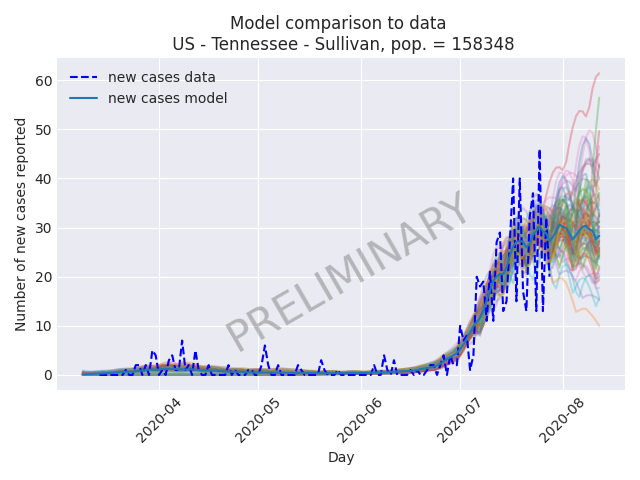 Model comparison to data
US - Tennessee - Sullivan, pop. = 158348
new cases data
new cases model
Number of new cases reported
60
50
40
30
20
10
0
PRELIMINARY
2020-04
2020-05
2020-06
2020-07
2020-08
Day